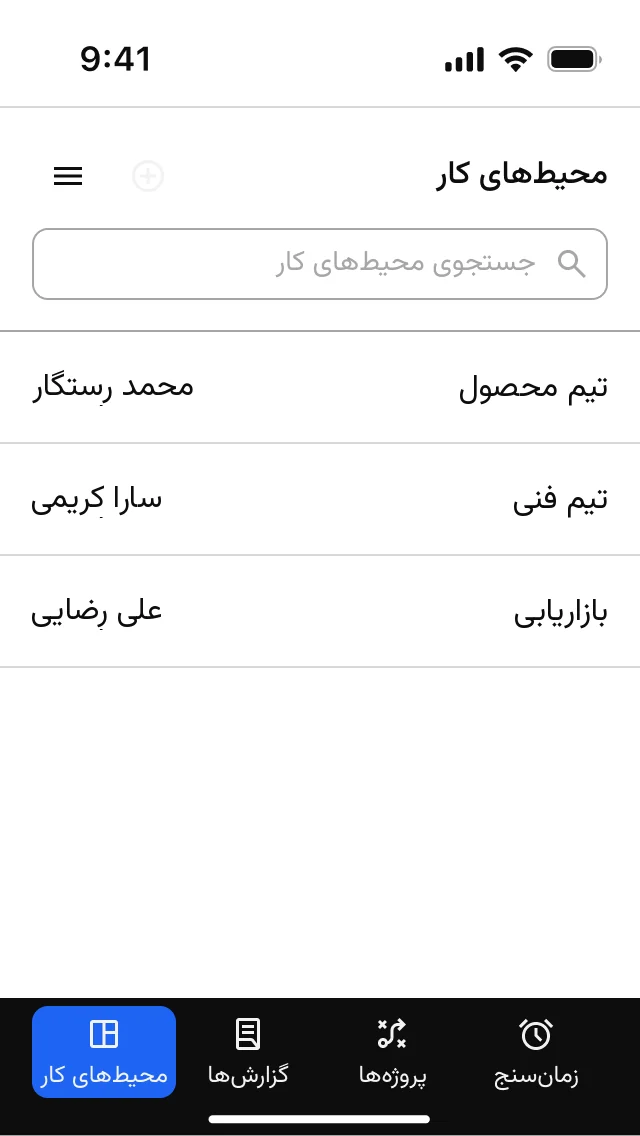 9:41
محیط‌های کار
جستجوی محیط‌های کار
تیم محصول محمد رستگار
تیم فنی سارا کریمی
بازاریابی علی رضایی
زمان‌سنج پروژه‌ها گزارش‌ها محیط‌های کار